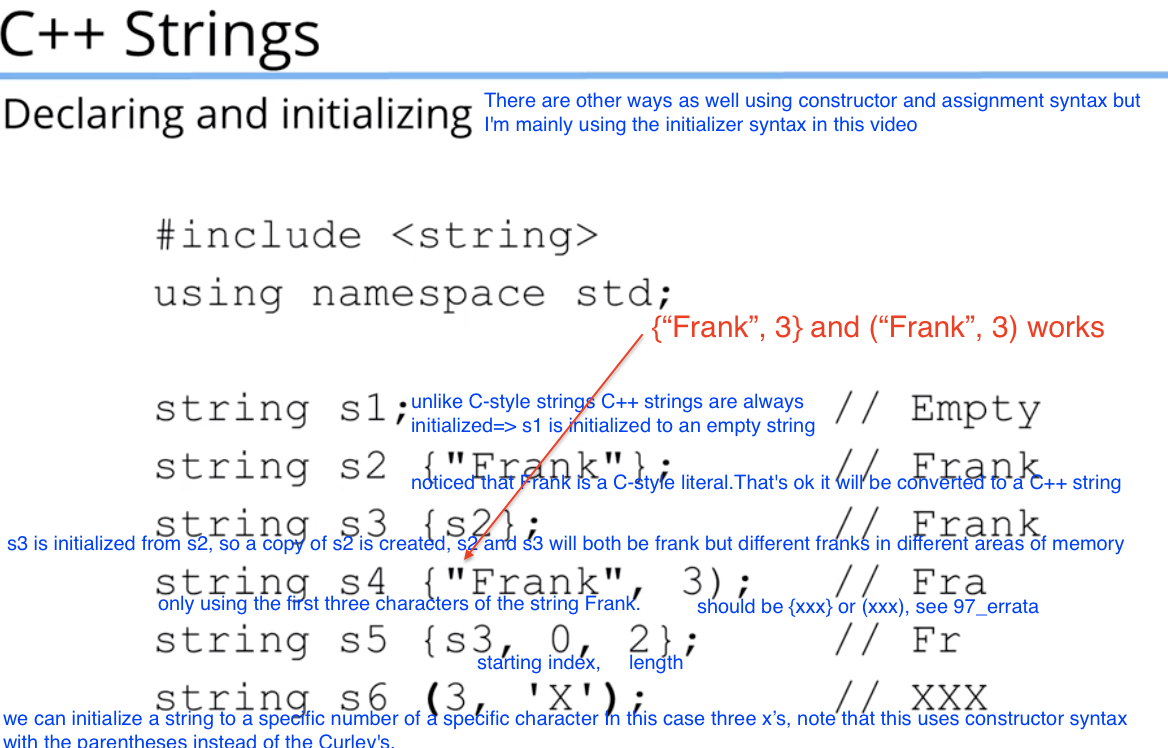 C++ Strings
Declaring and initializing
There are other ways as well using constructor and assignment syntax but
I'm mainly using the initializer syntax in this video
#include <string>
using namespace std;
{“Frank”, 3} and (“Frank”, 3) works
string s1; // Empty
unlike C-style strings C++ strings are always
initialized=> s1 is initialized to an empty string
string s2 {"Frank"}; // Frank
noticed that Frank is a C-style literal.That's ok it will be converted to a C++ string
string s3 {s2}; // Frank
s3 is initialized from s2, so a copy of s2 is created, s2 and s3 will both be frank but different franks in different areas of memory
string s4 {"Frank", 3); // Fra
only using the first three characters of the string Frank.
should be {xxx} or (xxx), see 97_errata
string s5 {s3, 0, 2}; // Fr
starting index, length
string s6 (3, 'X'); // XXX
we can initialize a string to a specific number of a specific character in this case three x’s, note that this uses constructor syntax
with the parentheses instead of the Curley's.